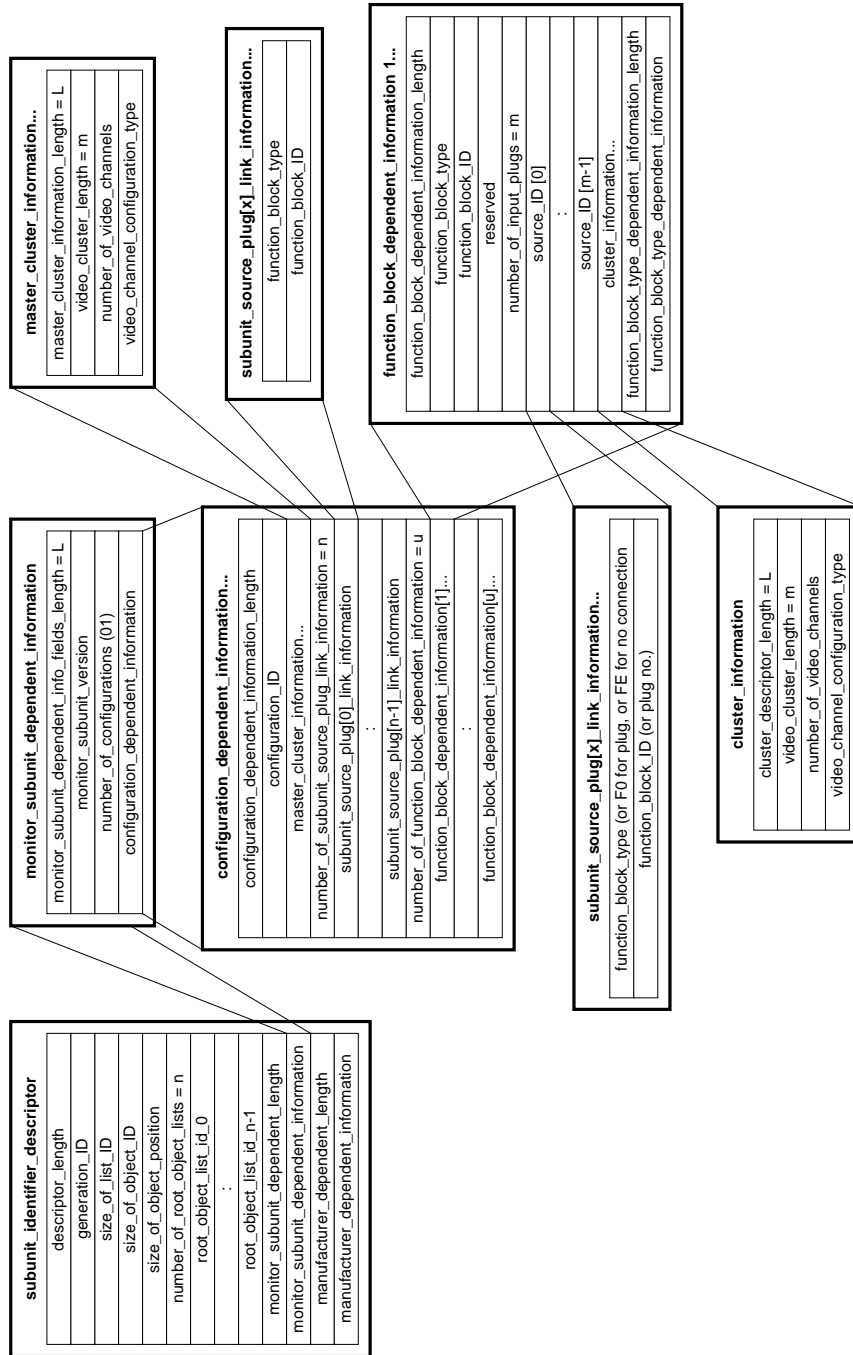 subunit_identifier_descriptor
descriptor_length
generation_ID
size_of_list_ID
size_of_object_ID
size_of_object_position
number_of_root_object_lists = n
root_object_list_id_0
:
root_object_list_id_n-1
monitor_subunit_dependent_length
monitor_subunit_dependent_information
manufacturer_dependent_length
manufacturer_dependent_information
monitor_subunit_dependent_information
monitor_subunit_dependent_info_fields_length = L
monitor_subunit_version
number_of_configurations (01)
configuration_dependent_information
configuration_dependent_information...
configuration_dependent_information_length
configuration_ID
master_cluster_information...
number_of_subunit_source_plug_link_information = n
subunit_source_plug[0]_link_information
:
subunit_source_plug[n-1]_link_information
number_of_function_block_dependent_information = u
function_block_dependent_information[1]...
:
function_block_dependent_information[u]...
subunit_source_plug[x]_link_information...
function_block_type (or F0 for plug, or FE for no connection
function_block_ID (or plug no.)
cluster_information
cluster_descriptor_length = L
video_cluster_length = m
number_of_video_channels
video_channel_configuration_type
master_cluster_information...
master_cluster_information_length = L
video_cluster_length = m
number_of_video_channels
video_channel_configuration_type
subunit_source_plug[x]_link_information...
function_block_type
function_block_ID
function_block_dependent_information 1...
function_block_dependent_information_length
function_block_type
function_block_ID
reserved
number_of_input_plugs = m
source_ID [0]
:
source_ID [m-1]
cluster_information...
function_block_type_dependent_information_length
function_block_type_dependent_information